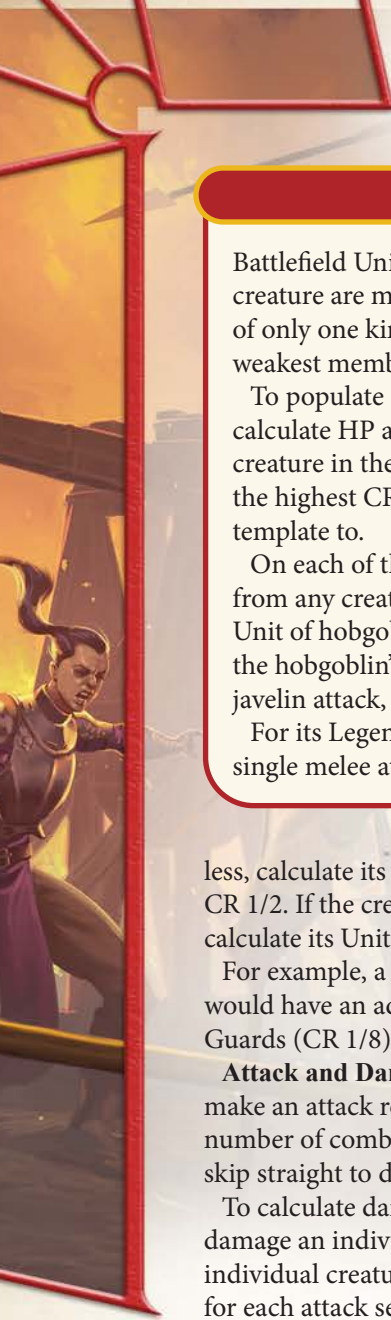 Battlefield Uni
creature are m
of only one kin
weakest memb
To populate
calculate HP a
creature in the
the highest CR
template to.
On each of th
from any creat
Unit of hobgob
the hobgoblin'
javelin attack,
For its Legen
single melee at
less, calculate its
CR 1/2. If the cre
calculate its Unit
For example, a
would have an ac
Guards (CR 1/8)
Attack and Dam
make an attack ro
number of comb
skip straight to d
To calculate dam
damage an indivi
individual creatu
for each attack se